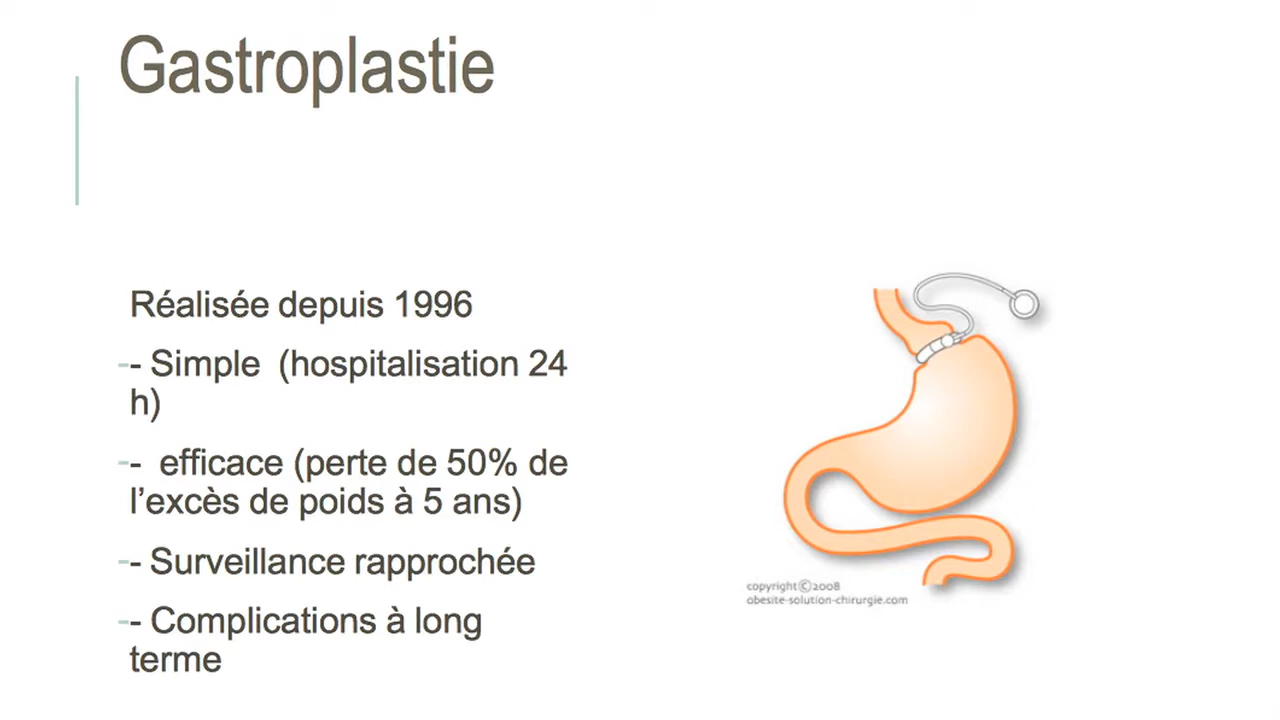 Gastroplastie
Réalisée depuis 1996
-- Simple  (hospitalisation 24
h)
--  efficace (perte de 50% de
l’excès de poids à 5 ans)
-- Surveillance rapprochée
-- Complications à long
terme
copyright©2008
obesite-solution-chirurgie.com